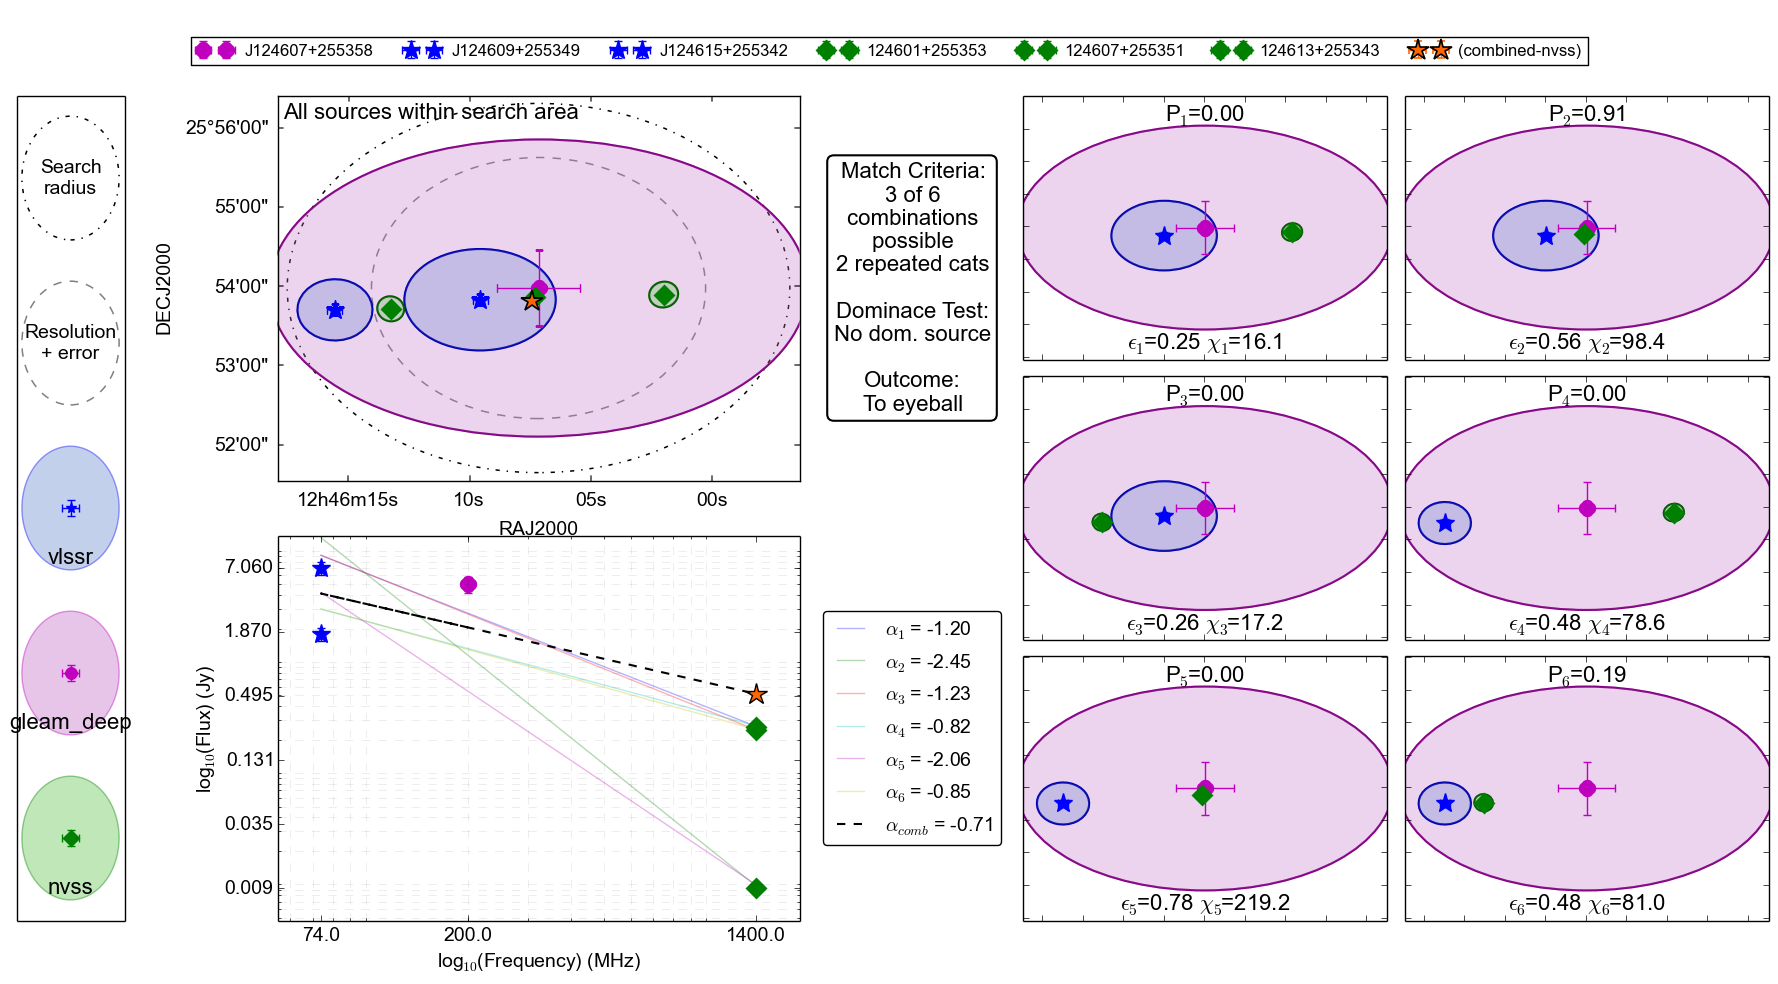 J124607+255358 J124609+255349 J124615+255342 124601+255353 124607+255351 124613+255343 (combined-nvss)
Search
radius
Resolution
+ error
vlssr
gleam_deep
nvss
All sources within search area
DECJ2000
25°56'00"
55'00"
54'00"
53'00"
52'00"
12h46m15s 10s 05s 00s
RAJ2000
Match Criteria:
3 of 6
combinations
possible
2 repeated cats
Dominace Test:
No dom. source
Outcome:
To eyeball
log10(Flux) (Jy)
7.060
1.870
0.495
0.131
0.035
0.009
74.0 200.0 1400.0
log10(Frequency) (MHz)
α1 = -1.20
α2 = -2.45
α3 = -1.23
α4 = -0.82
α5 = -2.06
α6 = -0.85
αcomb = -0.71
P1=0.00
ϵ1=0.25 χ1=16.1
P2=0.91
ϵ2=0.56 χ2=98.4
P3=0.00
ϵ3=0.26 χ3=17.2
P4=0.00
ϵ4=0.48 χ4=78.6
P5=0.00
ϵ5=0.78 χ5=219.2
P6=0.19
ϵ6=0.48 χ6=81.0